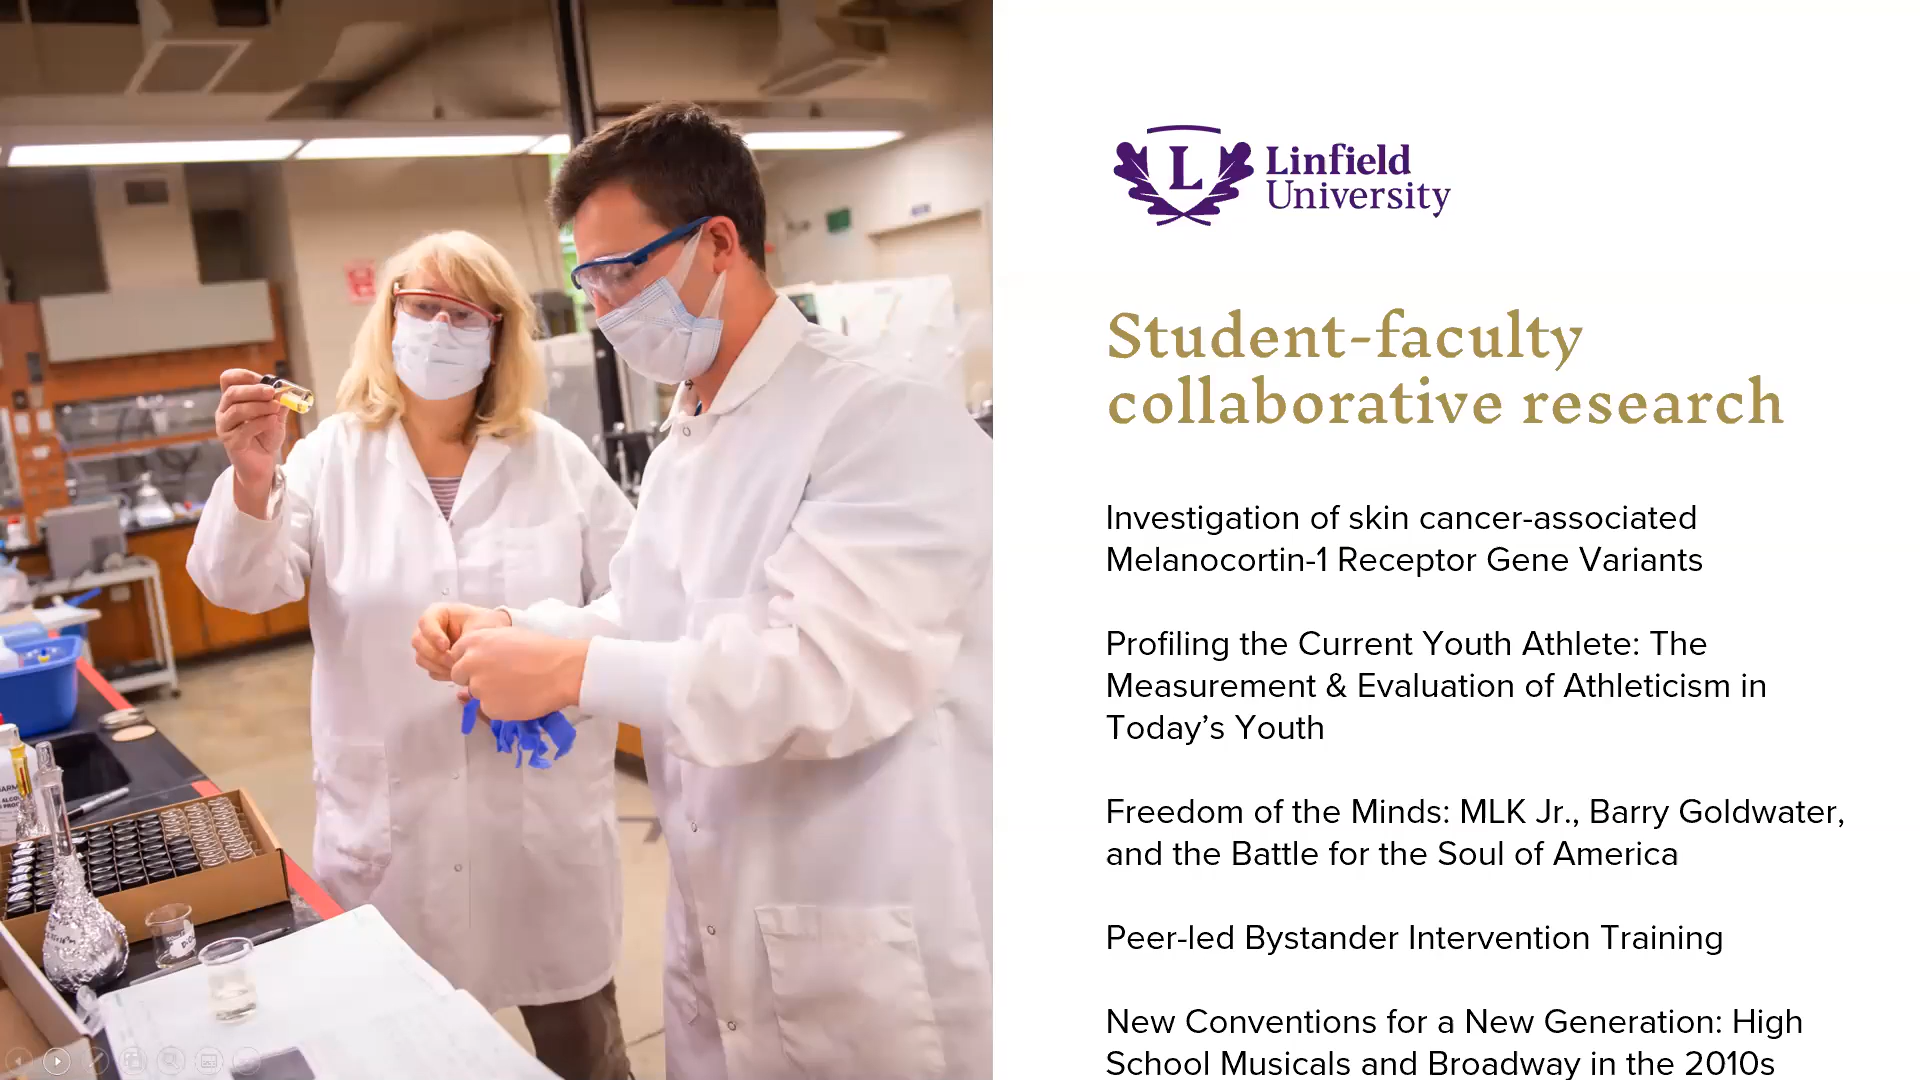 L
Linfield
University
Student-faculty
collaborative research
Investigation of skin cancer-associated
Melanocortin-1 Receptor Gene Variants
Profiling the Current Youth Athlete: The
Measurement & Evaluation of Athleticism in
Today’s Youth
Freedom of the Minds: MLK Jr., Barry Goldwater,
and the Battle for the Soul of America
Peer-led Bystander Intervention Training
New Conventions for a New Generation: High
School Musicals and Broadway in the 2010s